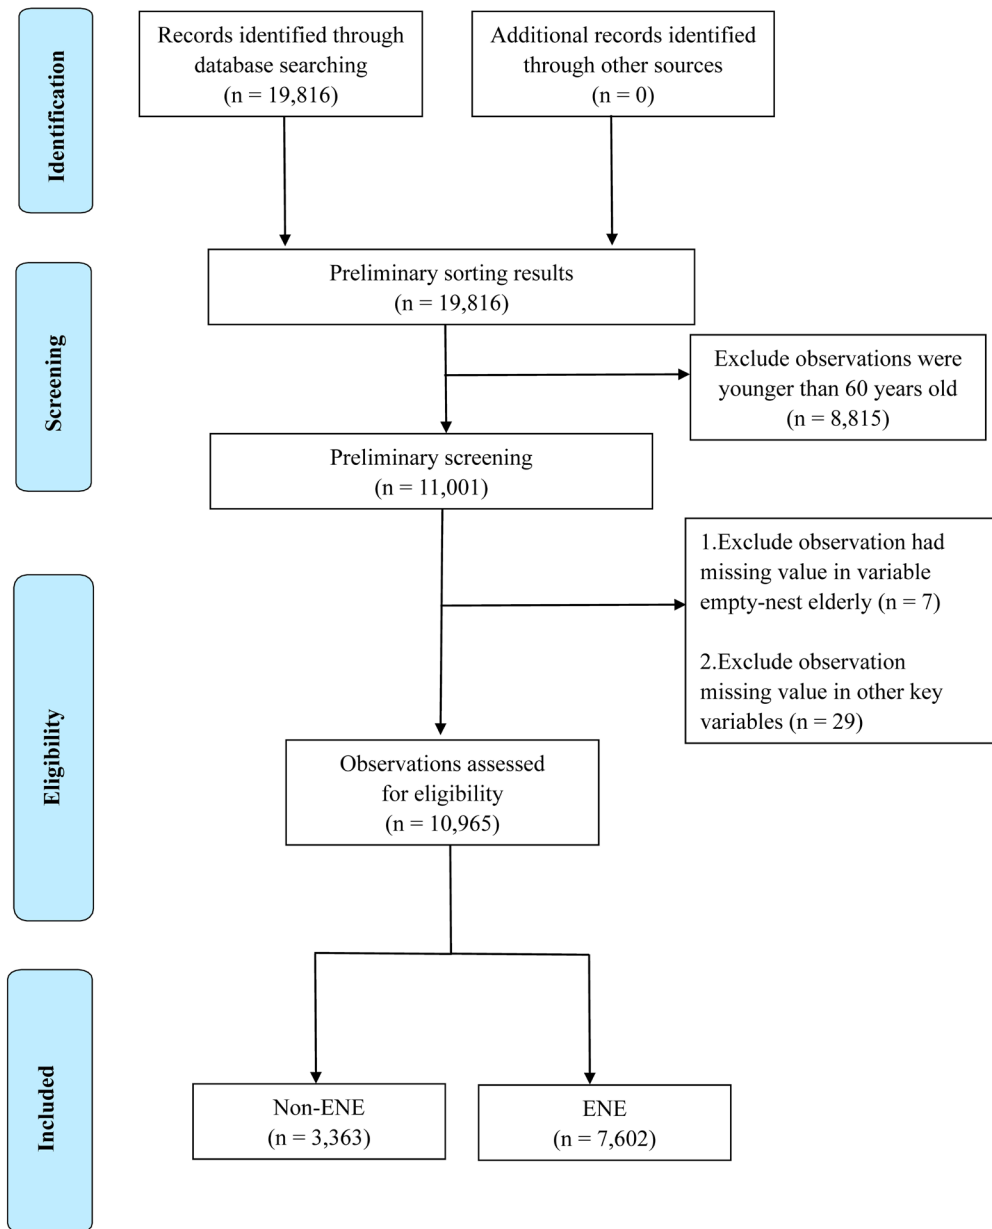 Identification
Records identified through
database searching
(n = 19,816)
Additional records identified
through other sources
(n = 0)
Screening
Preliminary sorting results
(n = 19,816)
Exclude observations were
younger than 60 years old
(n = 8,815)
Preliminary screening
(n = 11,001)
Eligibility
1.Exclude observation had
missing value in variable
empty-nest elderly (n = 7)
2.Exclude observation
missing value in other key
variables (n = 29)
Observations assessed
for eligibility
(n = 10,965)
Included
Non-ENE
(n = 3,363)
ENE
(n = 7,602)